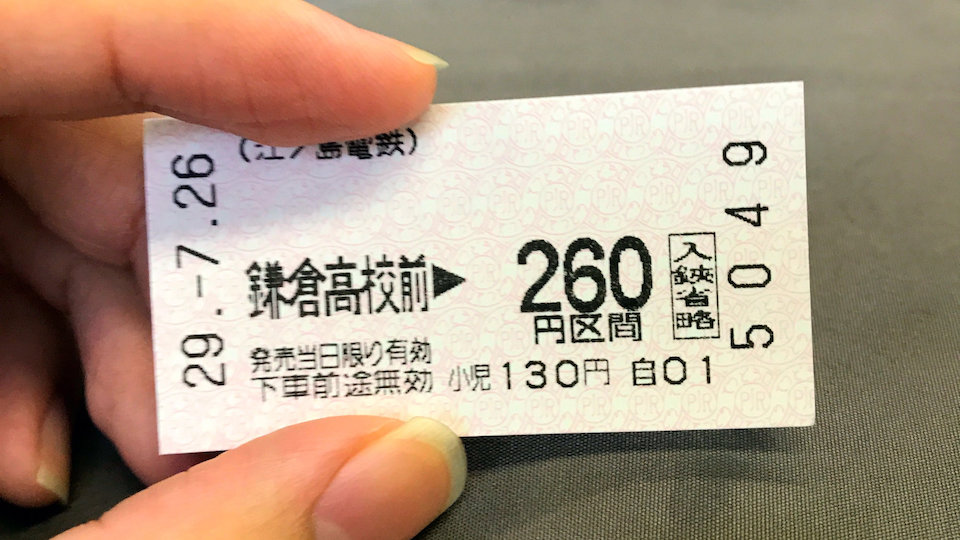 (江ノ島電鉄)
29.-7.26
鎌倉高校前▶
260
円区間
入鋏省略
発売当日限り有効
下車前途無効
小児130円 自01
5049